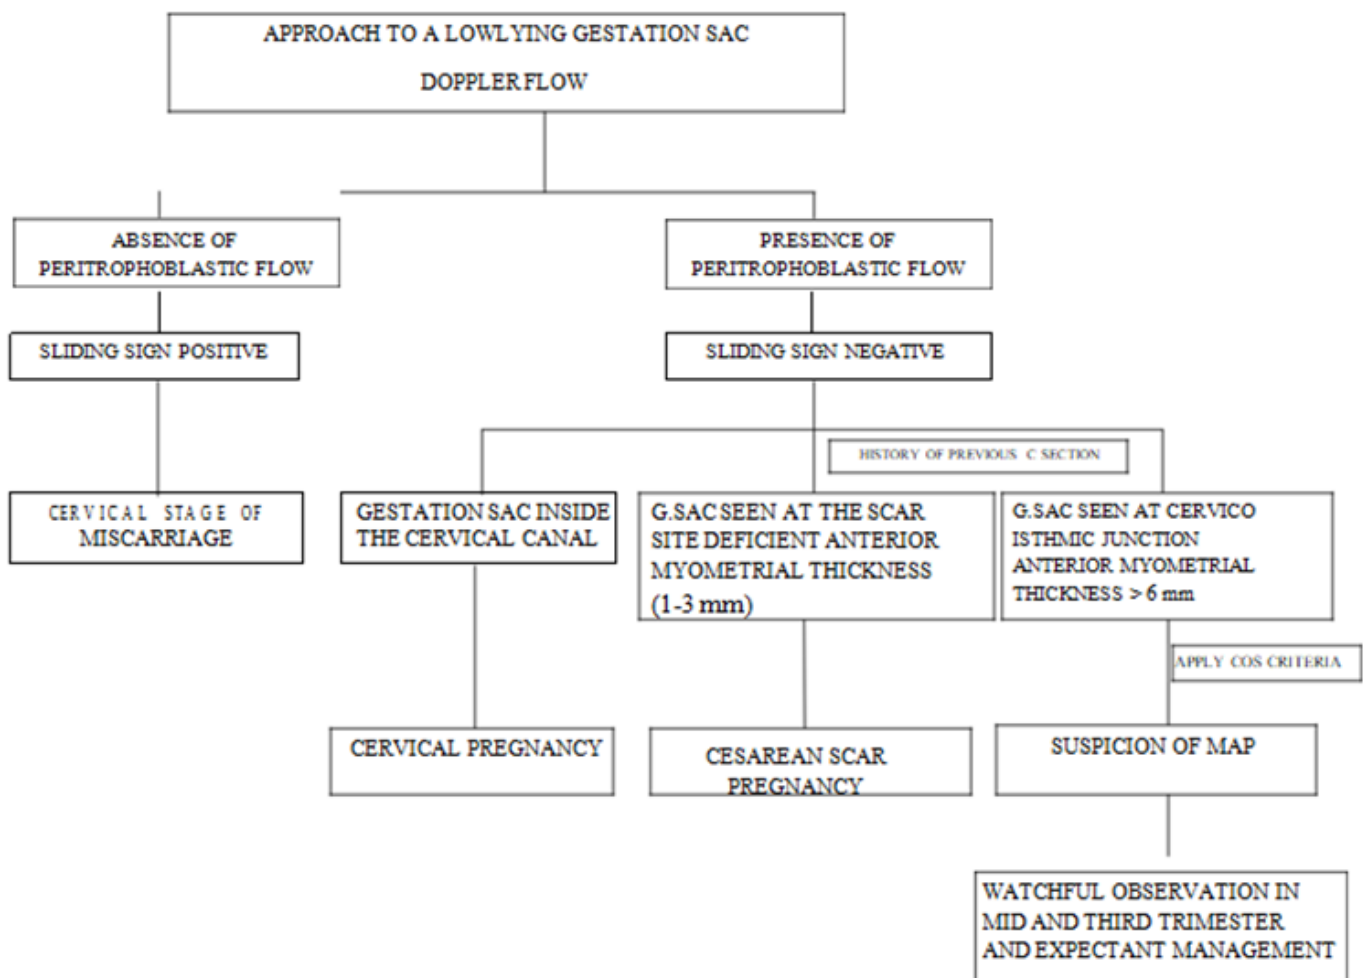 APPROACH TO A LOWLYING GESTATION SAC
DOPPLER FLOW
ABSENCE OF
PERITROPHOBLASTIC FLOW
PRESENCE OF
PERITROPHOBLASTIC FLOW
SLIDING SIGN POSITIVE
SLIDING SIGN NEGATIVE
HISTORY OF PREVIOUS C SECTION
CERVICAL STAGE OF
MISCARRIAGE
GESTATION SAC INSIDE
THE CERVICAL CANAL
G.SAC SEEN AT THE SCAR
SITE DEFICIENT ANTERIOR
MYOMETRIAL THICKNESS
(1-3 mm)
G.SAC SEEN AT CERVICO
ISTHMIC JUNCTION
ANTERIOR MYOMETRIAL
THICKNESS > 6 mm
APPLY COS CRITERIA
CERVICAL PREGNANCY
CESAREAN SCAR
PREGNANCY
SUSPICION OF MAP
WATCHFUL OBSERVATION IN
MID AND THIRD TRIMESTER
AND EXPECTANT MANAGEMENT